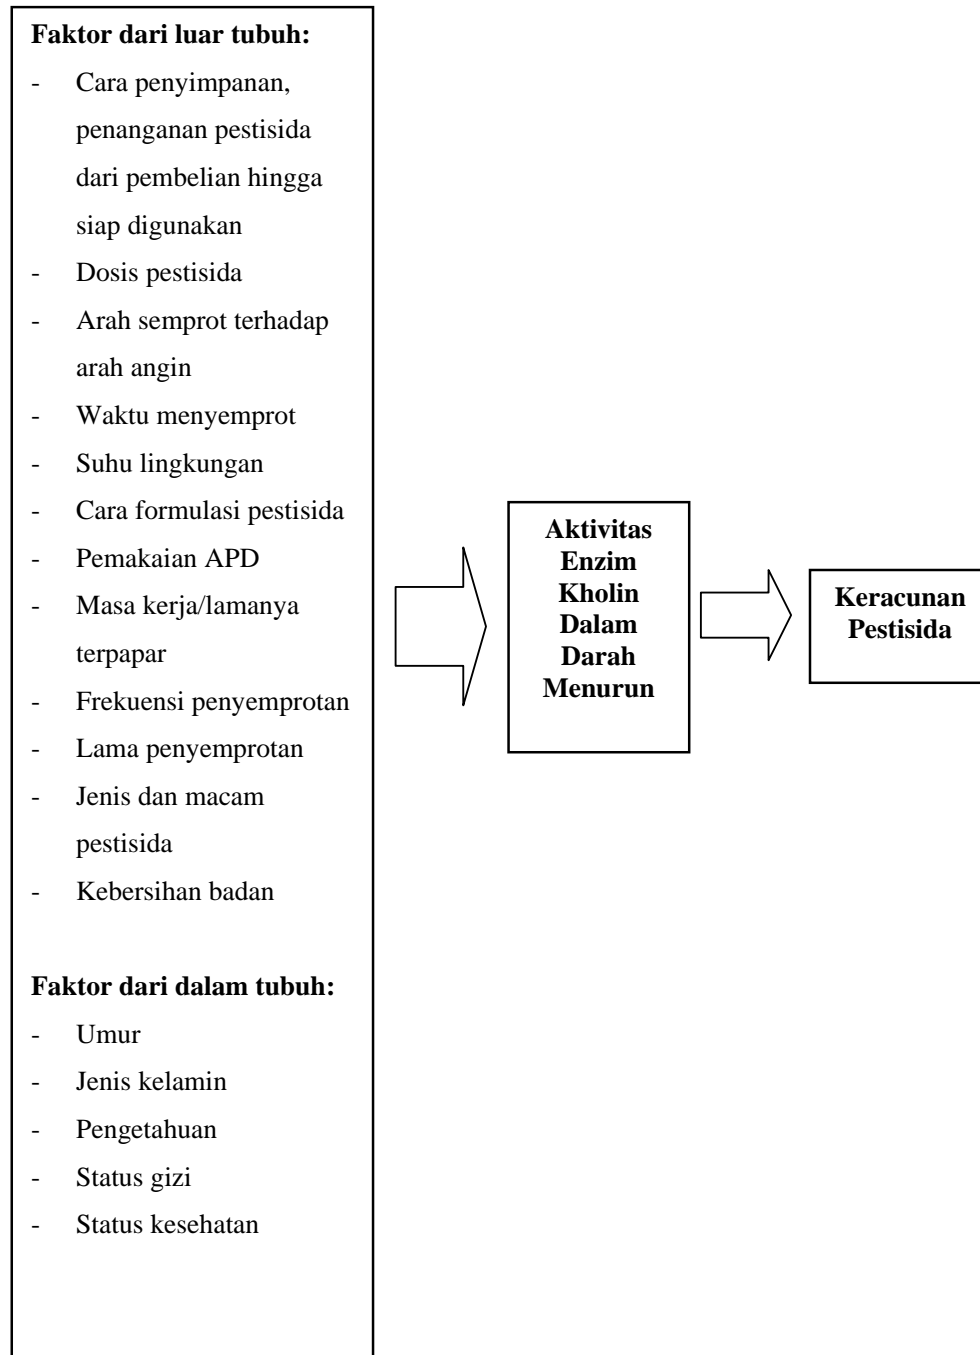 Faktor dari luar tubuh:
- Cara penyimpanan,
penanganan pestisida
dari pembelian hingga
siap digunakan
- Dosis pestisida
- Arah semprot terhadap
arah angin
- Waktu menyemprot
- Suhu lingkungan
- Cara formulasi pestisida
- Pemakaian APD
- Masa kerja/lamanya
terpapar
- Frekuensi penyemprotan
- Lama penyemprotan
- Jenis dan macam
pestisida
- Kebersihan badan
Faktor dari dalam tubuh:
- Umur
- Jenis kelamin
- Pengetahuan
- Status gizi
- Status kesehatan
Aktivitas
Enzim
Kholin
Dalam
Darah
Menurun
Keracunan
Pestisida